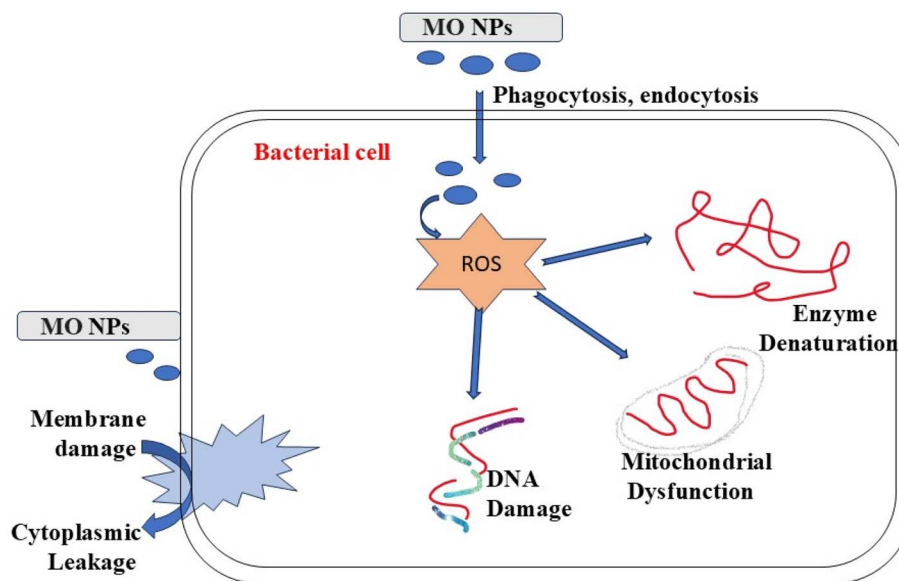 MO NPs
Phagocytosis, endocytosis
Bacterial cell
ROS
Enzyme
Denaturation
MO NPs
Membrane
damage
Mitochondrial
Dysfunction
DNA
Damage
Cytoplasmic
Leakage